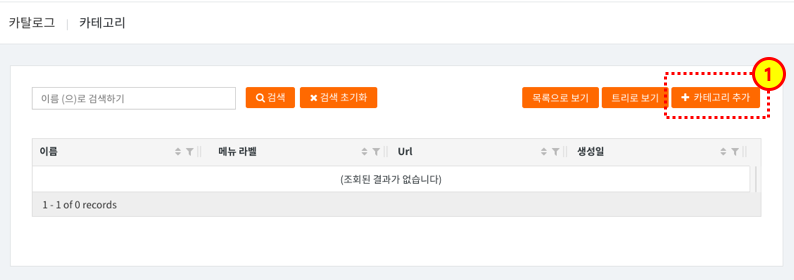 카탈로그 | 카테고리
1
이름 (으)로 검색하기 검색 검색 초기화 목록으로 보기 트리로 보기 + 카테고리 추가
이름 메뉴 라벨 Url 생성일
(조회된 결과가 없습니다)
1 - 1 of 0 records